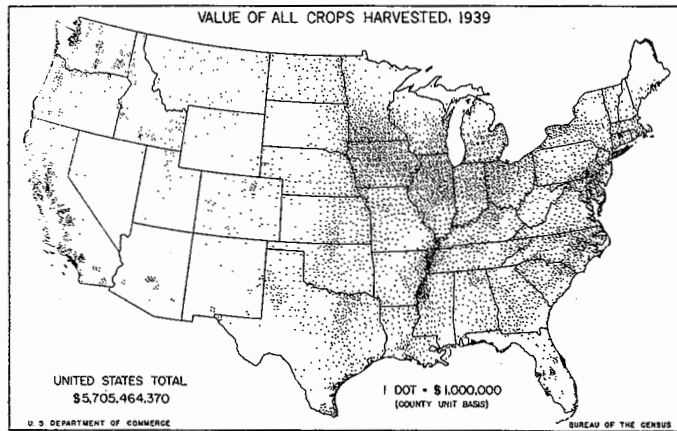 VALUE OF ALL CROPS HARVESTED, 1939
UNITED STATES TOTAL
$5,705,464,370
1 DOT = $1,000,000
(COUNTY UNIT BASIS)
U. S DEPARTMENT OF COMMERCE
BUREAU OF THE CENSUS